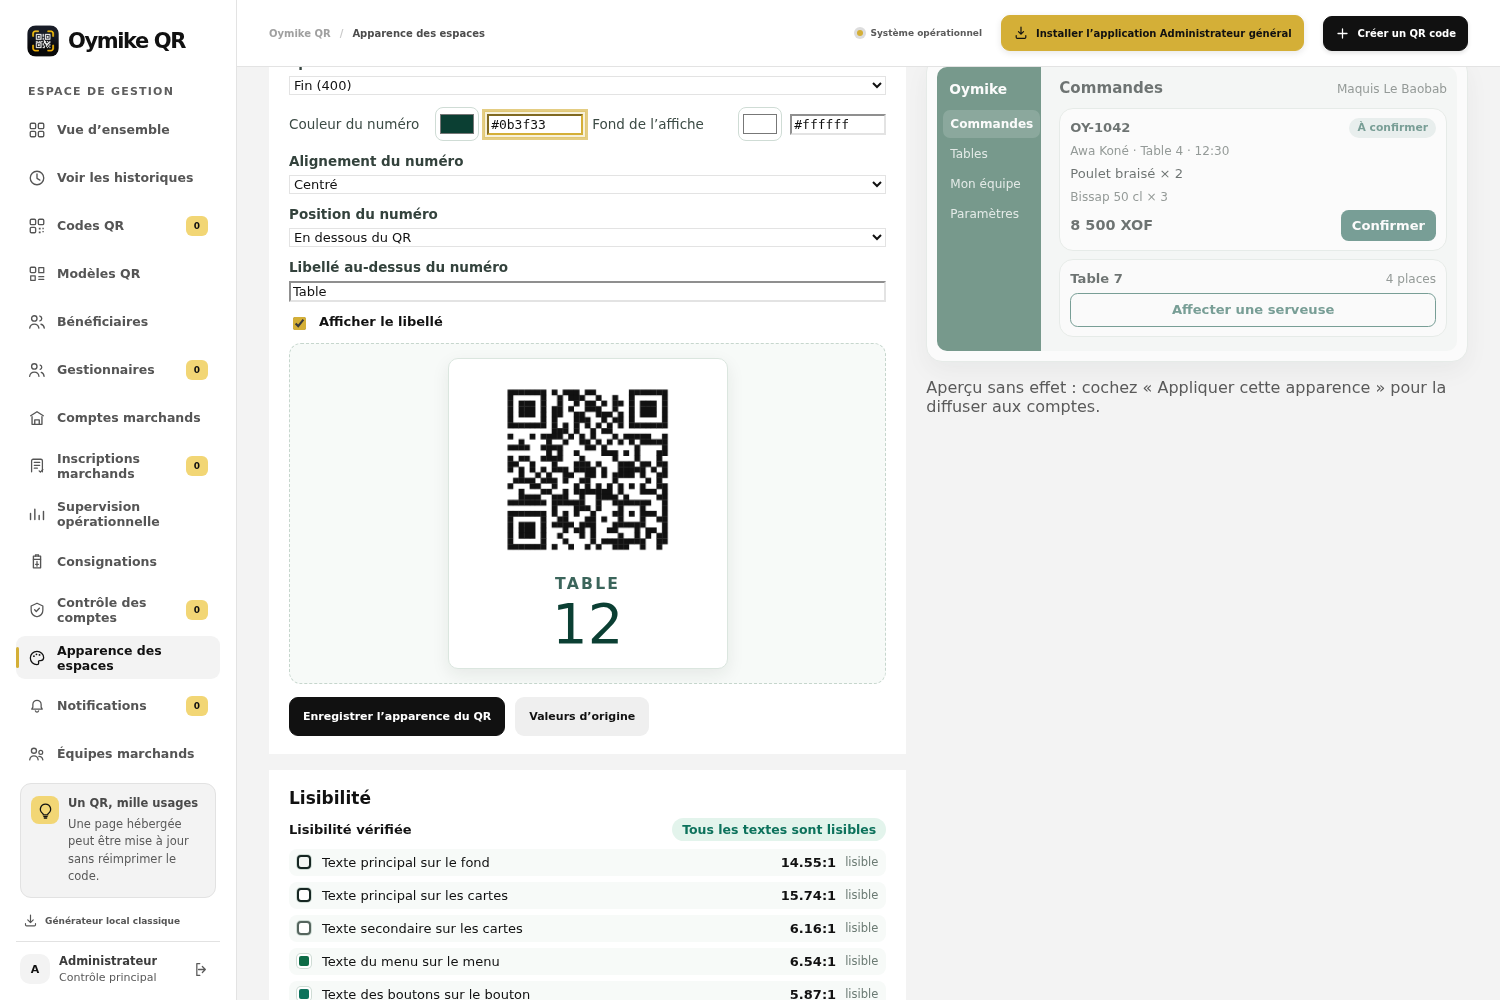 Oymike QR
ESPACE DE GESTION
Vue d’ensemble
Voir les historiques
Codes QR
0
Modèles QR
Bénéficiaires
Gestionnaires
0
Comptes marchands
Inscriptions
marchands
0
Supervision
opérationnelle
Consignations
Contrôle des
comptes
0
Apparence des
espaces
Notifications
0
Équipes marchands
Un QR, mille usages
Une page hébergée
peut être mise à jour
sans réimprimer le
code.
Générateur local classique
A
Administrateur
Contrôle principal
Oymike QR / Apparence des espaces
Système opérationnel
Installer l’application Administrateur général
Créer un QR code
Fin (400)
Couleur du numéro
#0b3f33
Fond de l’affiche
#ffffff
Alignement du numéro
Centré
Position du numéro
En dessous du QR
Libellé au-dessus du numéro
Table
Afficher le libellé
TABLE
12
Enregistrer l’apparence du QR
Valeurs d’origine
Lisibilité
Lisibilité vérifiée
Tous les textes sont lisibles
Texte principal sur le fond 14.55:1 lisible
Texte principal sur les cartes 15.74:1 lisible
Texte secondaire sur les cartes 6.16:1 lisible
Texte du menu sur le menu 6.54:1 lisible
Texte des boutons sur le bouton 5.87:1 lisible
Oymike
Commandes
Tables
Mon équipe
Paramètres
Commandes
Maquis Le Baobab
OY-1042
À confirmer
Awa Koné · Table 4 · 12:30
Poulet braisé × 2
Bissap 50 cl × 3
8 500 XOF
Confirmer
Table 7
4 places
Affecter une serveuse
Aperçu sans effet : cochez « Appliquer cette apparence » pour la
diffuser aux comptes.